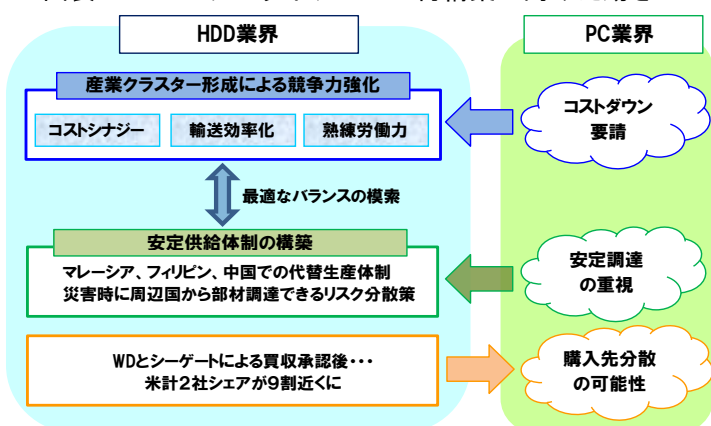 HDD業界
PC業界
産業クラスター形成による競争力強化
コストシナジー
輸送効率化
熟練労働力
コストダウン
要請
最適なバランスの模索
安定供給体制の構築
マレーシア、フィリピン、中国での代替生産体制
災害時に周辺国から部材調達できるリスク分散策
安定調達
の重視
WDとシーゲートによる買収承認後・・・
米計２社シェアが９割近くに
購入先分散
の可能性